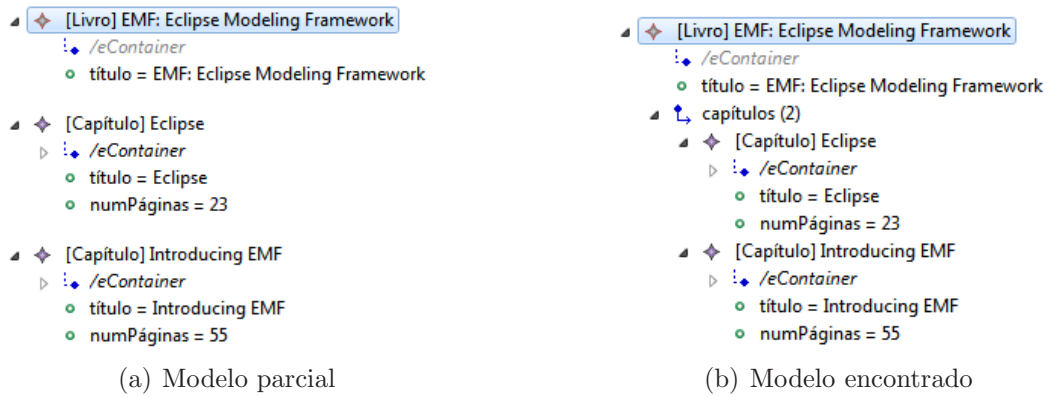 [Livro] EMF: Eclipse Modeling Framework
/eContainer
título = EMF: Eclipse Modeling Framework
[Capítulo] Eclipse
/eContainer
título = Eclipse
numPáginas = 23
[Capítulo] Introducing EMF
/eContainer
título = Introducing EMF
numPáginas = 55
(a) Modelo parcial
[Livro] EMF: Eclipse Modeling Framework
/eContainer
título = EMF: Eclipse Modeling Framework
capítulos (2)
[Capítulo] Eclipse
/eContainer
título = Eclipse
numPáginas = 23
[Capítulo] Introducing EMF
/eContainer
título = Introducing EMF
numPáginas = 55
(b) Modelo encontrado